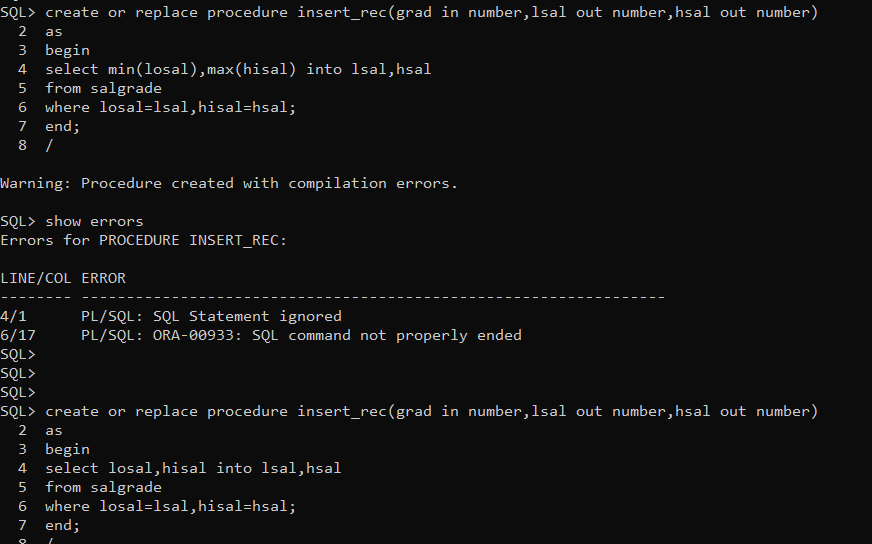 SQL> create or replace procedure insert_rec(grad in number,lsal out number,hsal out number)
  2  as
  3  begin
  4  select min(losal),max(hisal) into lsal,hsal
  5  from salgrade
  6  where losal=lsal,hisal=hsal;
  7  end;
  8  /

Warning: Procedure created with compilation errors.

SQL> show errors
Errors for PROCEDURE INSERT_REC:

LINE/COL ERROR
-------- -----------------------------------------------------------------
4/1      PL/SQL: SQL Statement ignored
6/17     PL/SQL: ORA-00933: SQL command not properly ended
SQL>
SQL>
SQL>
SQL> create or replace procedure insert_rec(grad in number,lsal out number,hsal out number)
  2  as
  3  begin
  4  select losal,hisal into lsal,hsal
  5  from salgrade
  6  where losal=lsal,hisal=hsal;
  7  end;
  8  /